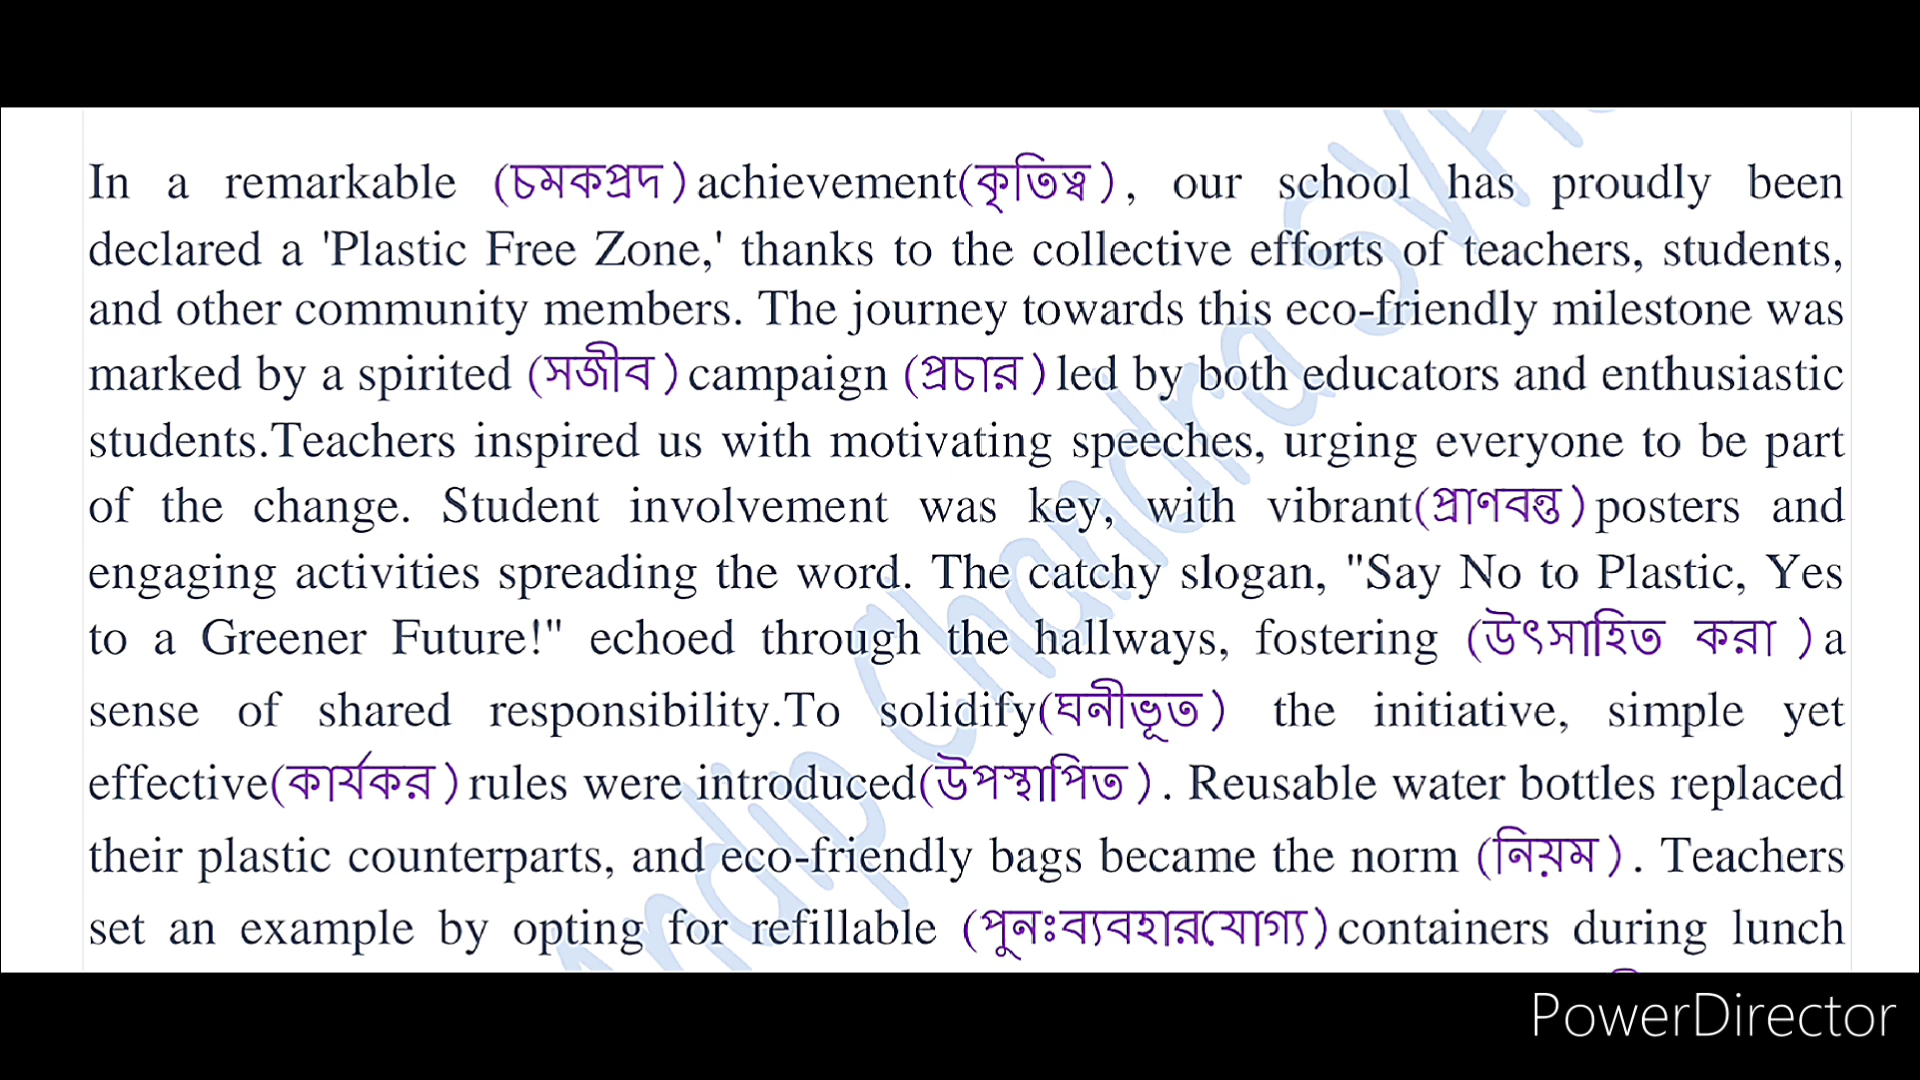 In a remarkable (চমকপ্রদ) achievement(কৃতিত্ব), our school has proudly been
declared a 'Plastic Free Zone,' thanks to the collective efforts of teachers, students,
and other community members. The journey towards this eco-friendly milestone was
marked by a spirited (সজীব) campaign (প্রচার) led by both educators and enthusiastic
students.Teachers inspired us with motivating speeches, urging everyone to be part
of the change. Student involvement was key, with vibrant(প্রাণবন্ত) posters and
engaging activities spreading the word. The catchy slogan, "Say No to Plastic, Yes
to a Greener Future!" echoed through the hallways, fostering (উৎসাহিত করা ) a
sense of shared responsibility.To solidify(ঘনীভূত) the initiative, simple yet
effective(কার্যকর) rules were introduced(উপস্থাপিত). Reusable water bottles replaced
their plastic counterparts, and eco-friendly bags became the norm (নিয়ম). Teachers
set an example by opting for refillable (পুনঃব্যবহারযোগ্য) containers during lunch
Chandra
PowerDirector